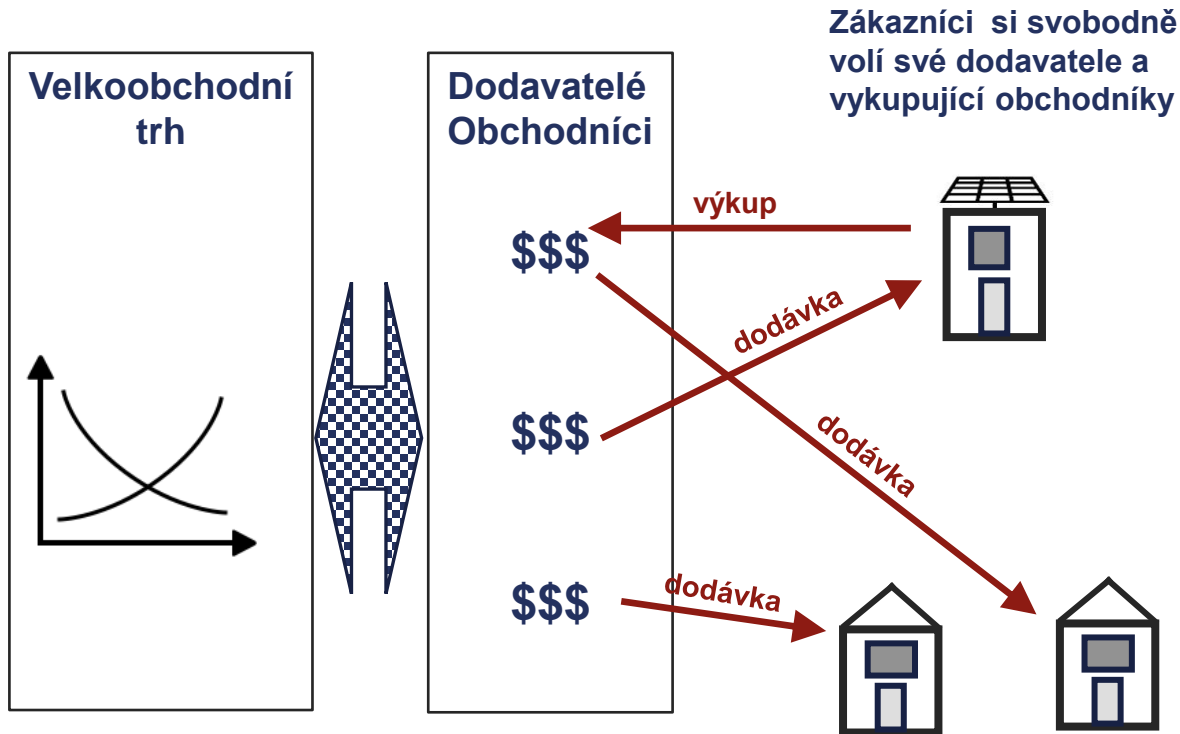 Velkoobchodní
trh
Dodavatelé
Obchodníci
Zákazníci si svobodně
volí své dodavatele a
vykupující obchodníky
výkup
$$$
dodávka
$$$
dodávka
$$$
dodávka